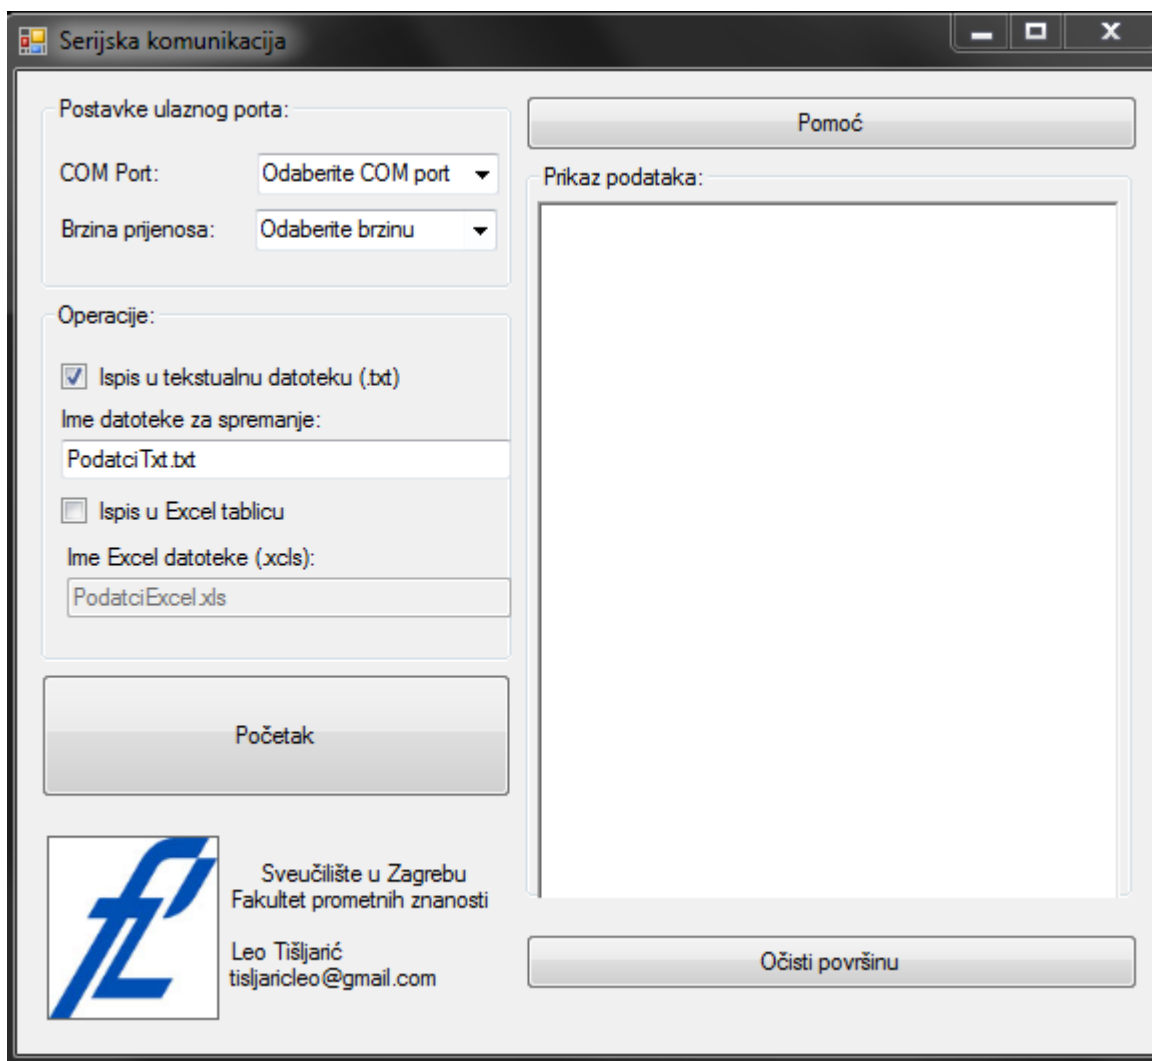 Serijska komunikacija
Postavke ulaznog porta:
COM Port:
Odaberite COM port
Brzina prijenosa:
Odaberite brzinu
Operacije:
Ispis u tekstualnu datoteku (.txt)
Ime datoteke za spremanje:
PodatciTxt.txt
Ispis u Excel tablicu
Ime Excel datoteke (.xcls):
PodatciExcel.xls
Početak
Sveučilište u Zagrebu
Fakultet prometnih znanosti
Leo Tišljarić
tisljaricleo@gmail.com
Pomoć
Prikaz podataka:
Očisti površinu